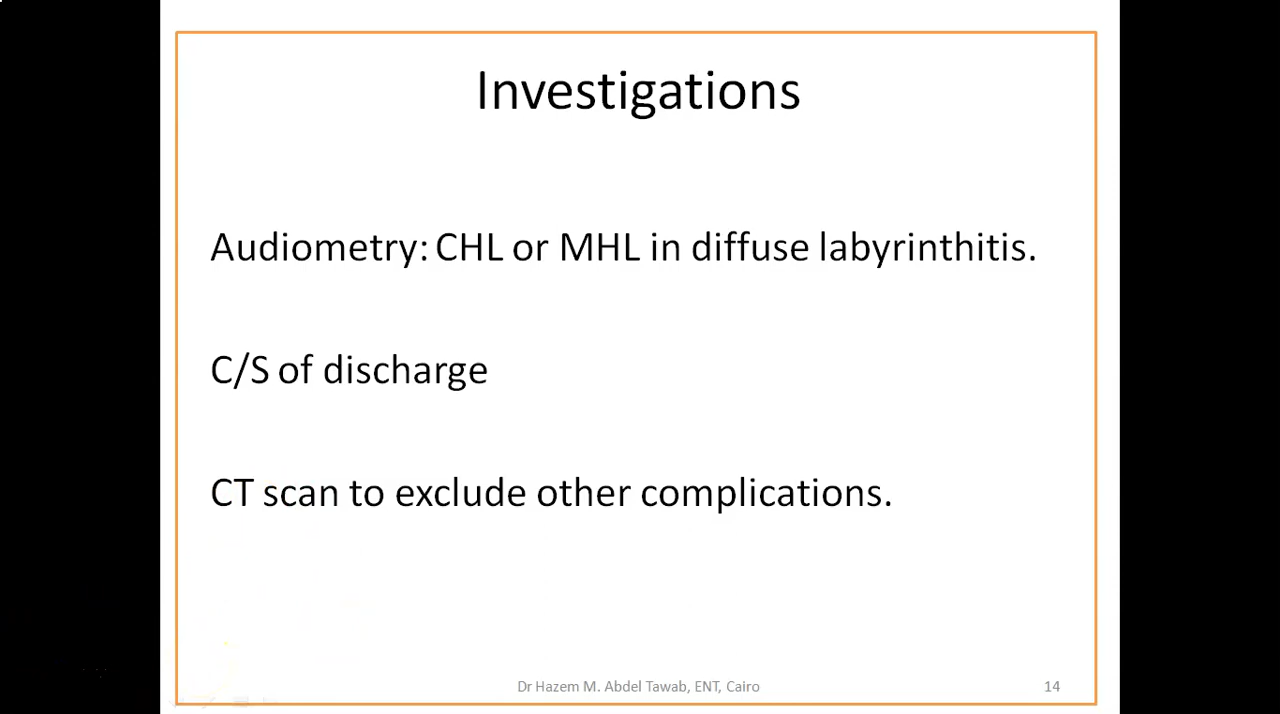 Investigations
Audiometry: CHL or MHL in diffuse labyrinthitis.
C/S of discharge
CT scan to exclude other complications.
Dr Hazem M. Abdel Tawab, ENT, Cairo
14